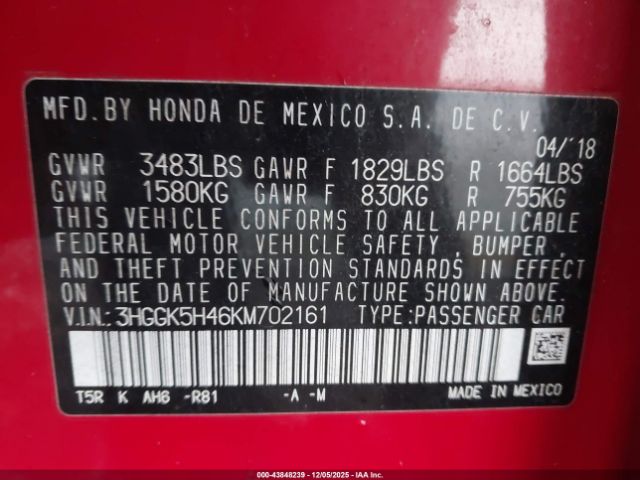 MFD. BY HONDA DE MEXICO S.A. DE C.V.
04/'18
GVWR 3483LBS GAWR F 1829LBS R 1664LBS
GVWR 1580KG GAWR F 830KG R 755KG
THIS VEHICLE CONFORMS TO ALL APPLICABLE
FEDERAL MOTOR VEHICLE SAFETY, BUMPER,
AND THEFT PREVENTION STANDARDS IN EFFECT
ON THE DATE OF MANUFACTURE SHOWN ABOVE.
V.I.N.: 3HGGK5H46KM702161 TYPE:PASSENGER CAR
T5R K AH6 -R81 -A -M MADE IN MEXICO
000-43848239 - 12/05/2025 - IAA Inc.